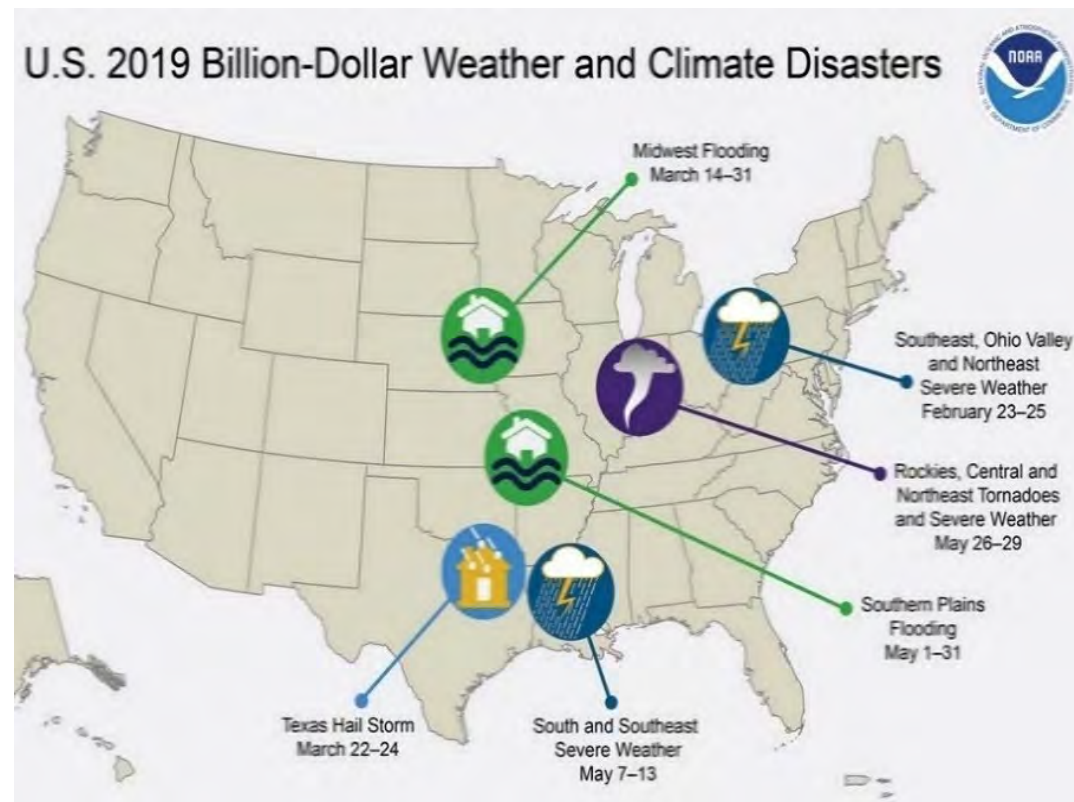 U.S. 2019 Billion-Dollar Weather and Climate Disasters
NOAA
Midwest Flooding
March 14–31
Southeast, Ohio Valley
and Northeast
Severe Weather
February 23–25
Rockies, Central and
Northeast Tornadoes
and Severe Weather
May 26–29
Southern Plains
Flooding
May 1–31
Texas Hail Storm
March 22–24
South and Southeast
Severe Weather
May 7–13